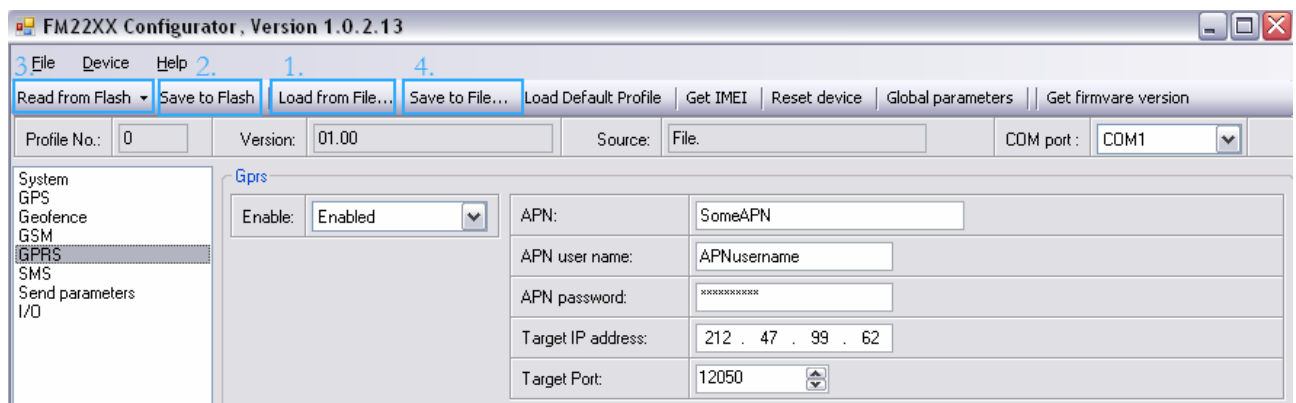 FM22XX Configurator, Version 1.0.2.13
File Device Help
3. 2. 1. 4.
Read from Flash Save to Flash Load from File... Save to File... Load Default Profile Get IMEI Reset device Global parameters Get firmvare version
Profile No.: 0 Version: 01.00 Source: File. COM port : COM1
System
GPS
Geofence
GSM
GPRS
SMS
Send parameters
I/O
Gprs
Enable: Enabled
APN: SomeAPN
APN user name: APNusername
APN password: **********
Target IP address: 212 . 47 . 99 . 62
Target Port: 12050